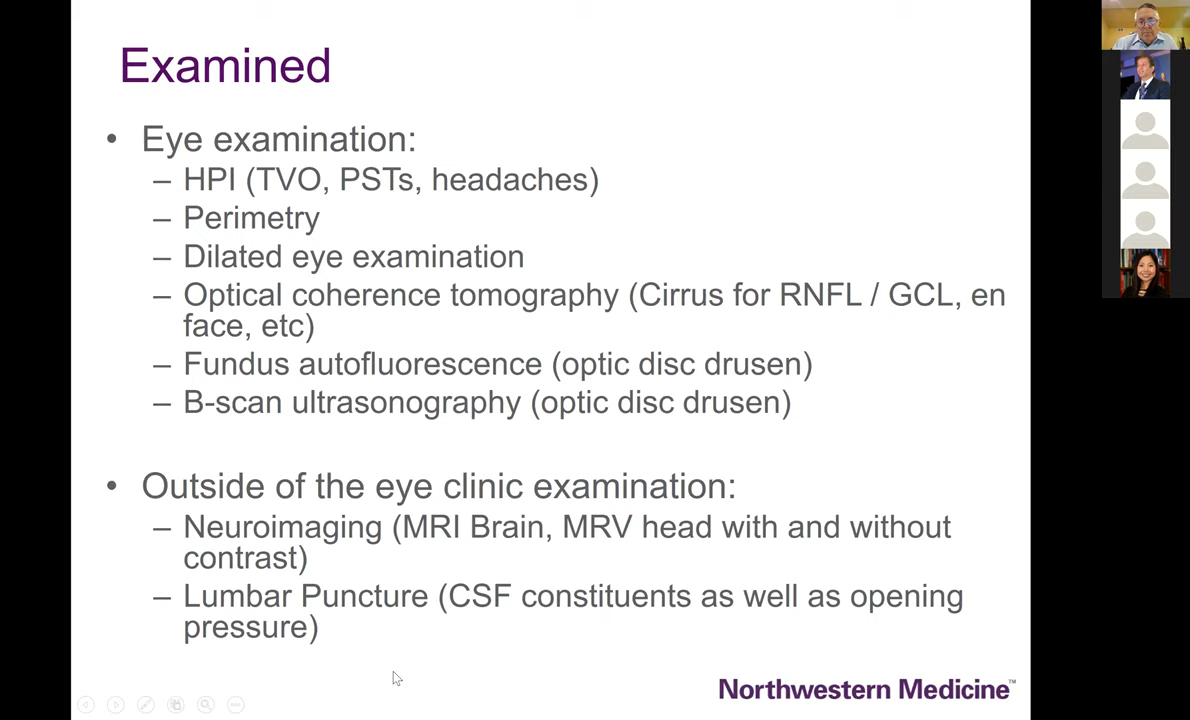 Examined
• Eye examination:
– HPI (TVO, PSTs, headaches)
– Perimetry
– Dilated eye examination
– Optical coherence tomography (Cirrus for RNFL / GCL, en
face, etc)
– Fundus autofluorescence (optic disc drusen)
– B-scan ultrasonography (optic disc drusen)
• Outside of the eye clinic examination:
– Neuroimaging (MRI Brain, MRV head with and without
contrast)
– Lumbar Puncture (CSF constituents as well as opening
pressure)
Northwestern Medicine™